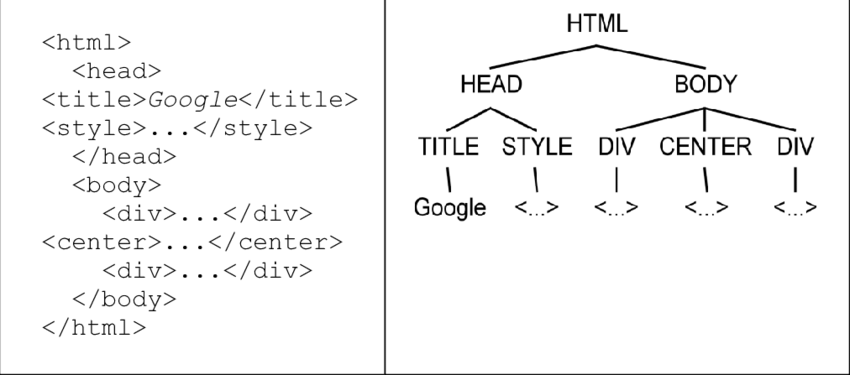 <html>
<head>
<title>Google</title>
<style>...</style>
</head>
<body>
<div>...</div>
<center>...</center>
<div>...</div>
</body>
</html>
HTML
HEAD BODY
TITLE STYLE DIV CENTER DIV
Google <...> <...> <...> <...>